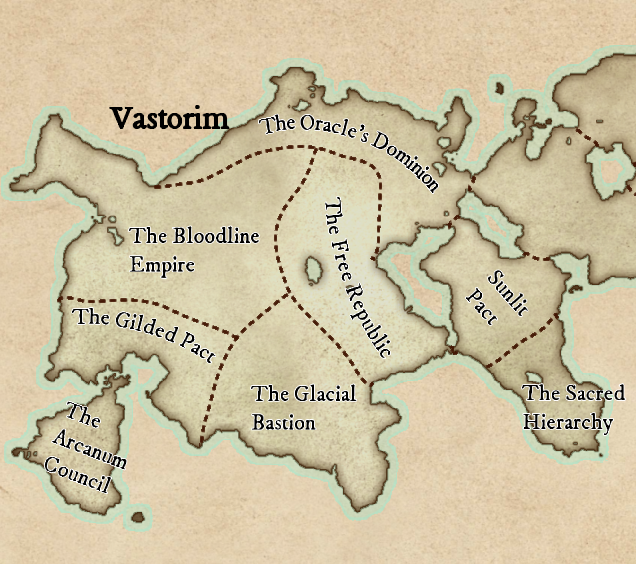 Vastorim
The Oracle's Dominion
The Bloodline
Empire
The Free Republic
Sunlit
Pact
The Gilded Pact
The Glacial
Bastion
The Sacred
Hierarchy
The
Arcanum
Council